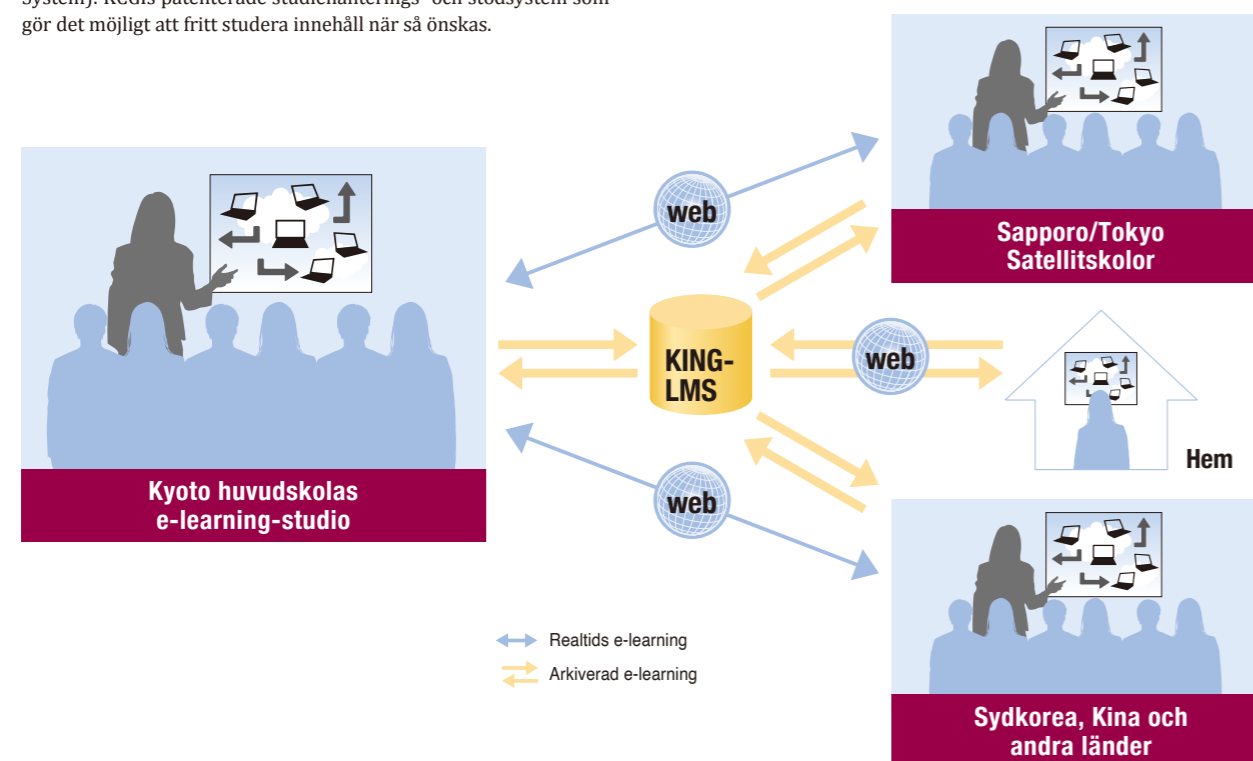 gör det möjligt att fritt studera innehåll när så önskas.
web
Sapporo/Tokyo
Satellitskolor
KING-
LMS
web
Hem
Kyoto huvudskolas
e-learning-studio
web
Realtids e-learning
Arkiverad e-learning
Sydkorea, Kina och
andra länder